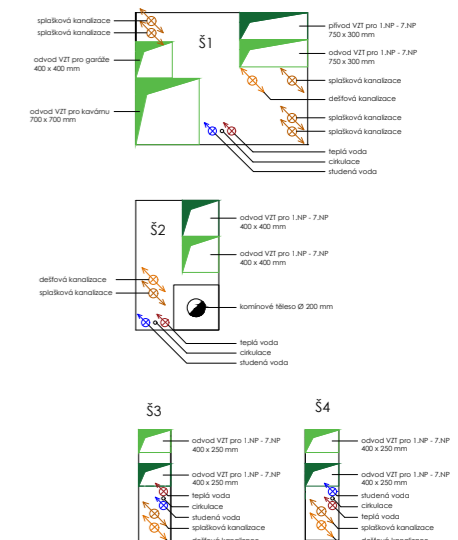 splašková kanalizace
splašková kanalizace
Š1
přívod VZT pro 1.NP - 7.NP
750 x 300 mm
odvod VZT pro 1.NP - 7.NP
750 x 300 mm
odvod VZT pro garáže
400 x 400 mm
splašková kanalizace
dešťová kanalizace
odvod VZT pro kavárnu
700 x 700 mm
splašková kanalizace
splašková kanalizace
teplá voda
cirkulace
studená voda
Š2
odvod VZT pro 1.NP - 7.NP
400 x 400 mm
odvod VZT pro 1.NP - 7.NP
400 x 400 mm
dešťová kanalizace
splašková kanalizace
komínové těleso Ø 200 mm
teplá voda
cirkulace
studená voda
Š3
odvod VZT pro 1.NP - 7.NP
400 x 250 mm
odvod VZT pro 1.NP - 7.NP
400 x 250 mm
teplá voda
cirkulace
studená voda
splašková kanalizace
dešťová kanalizace
Š4
odvod VZT pro 1.NP - 7.NP
400 x 250 mm
odvod VZT pro 1.NP - 7.NP
400 x 250 mm
studená voda
cirkulace
teplá voda
splašková kanalizace
dešťová kanalizace